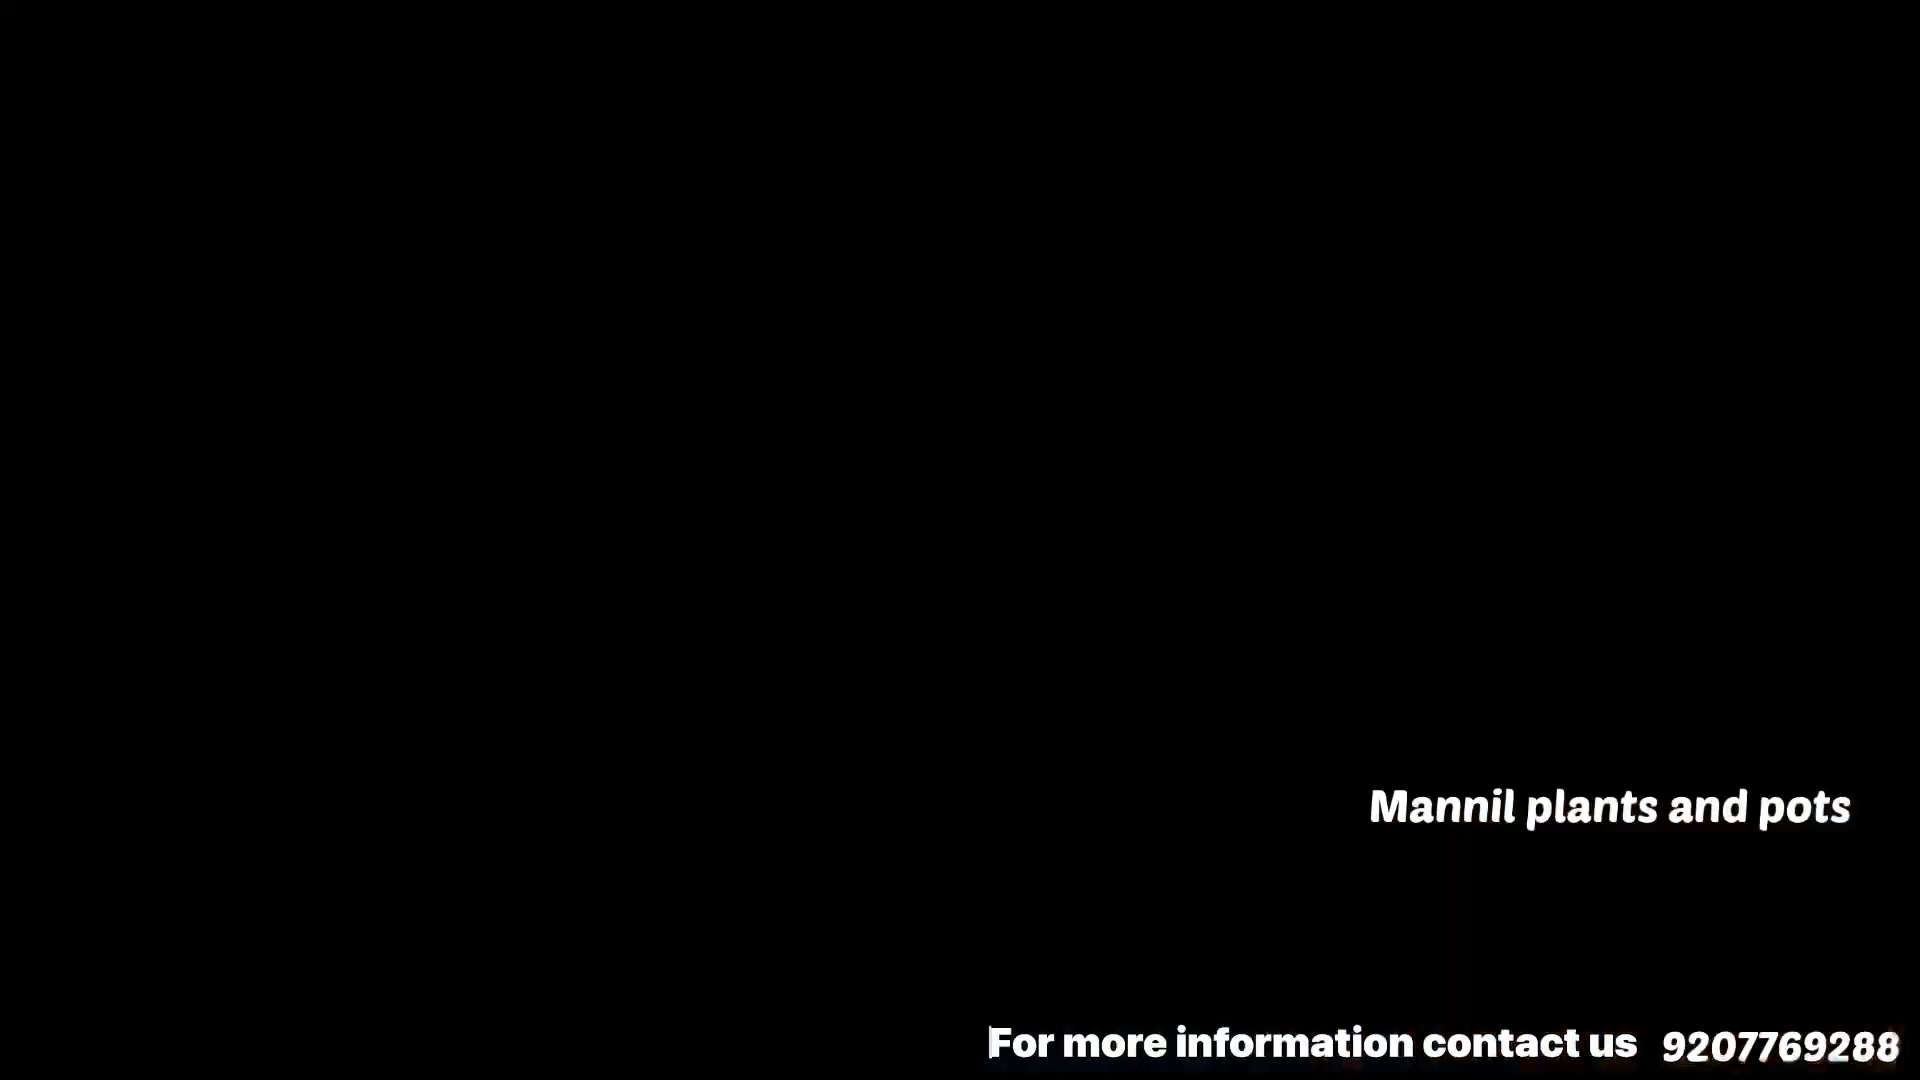 Mannil plants and pots
For more information contact us 9207769288